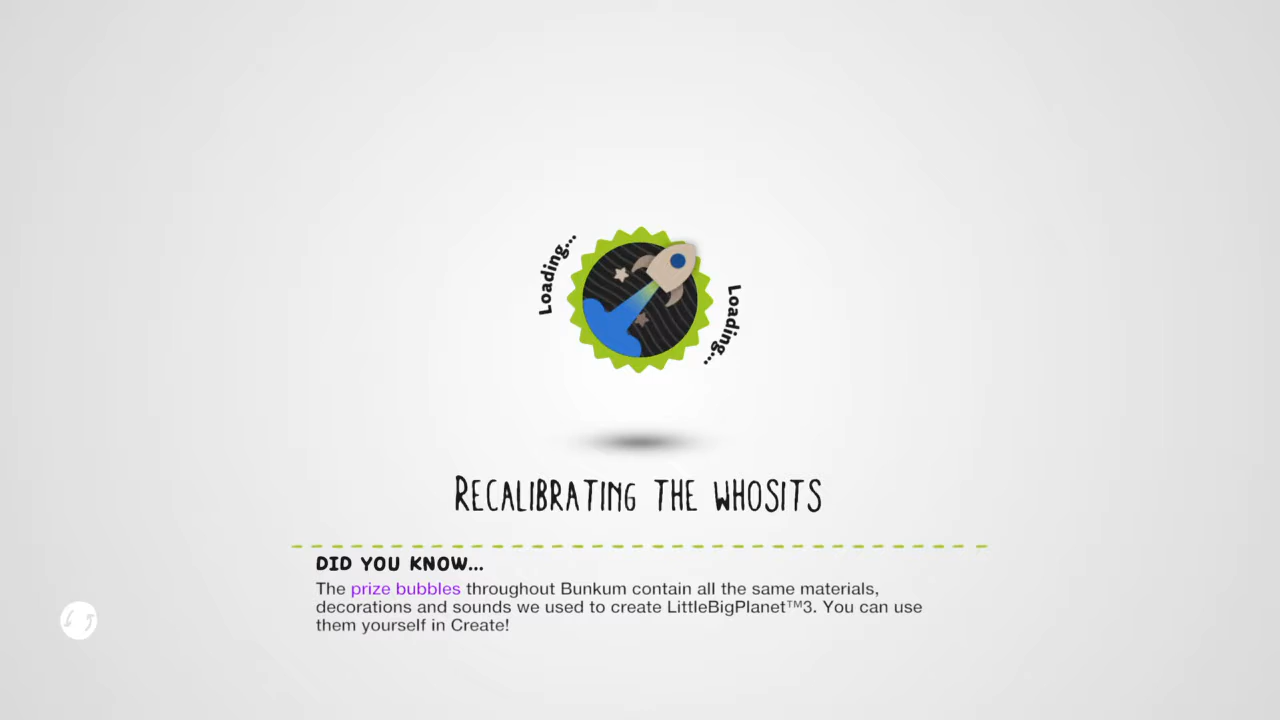 Loading...
Loading...
RECALIBRATING THE WHOSITS
DID YOU KNOW...
The prize bubbles throughout Bunkum contain all the same materials,
decorations and sounds we used to create LittleBigPlanet™3. You can use
them yourself in Create!